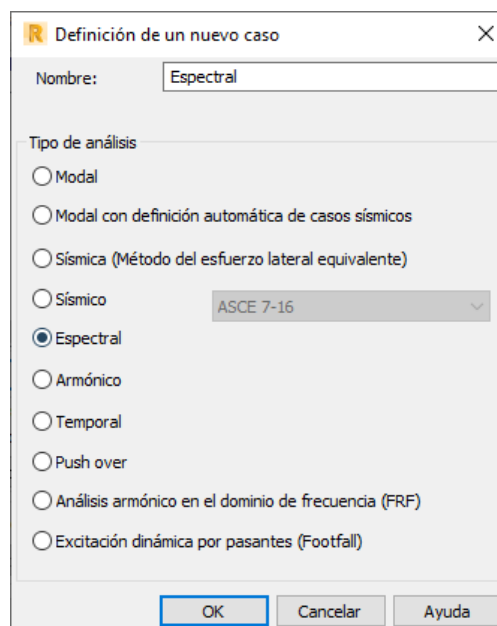 R Definición de un nuevo caso
Nombre: Espectral
Tipo de análisis
Modal
Modal con definición automática de casos sísmicos
Sísmica (Método del esfuerzo lateral equivalente)
Sísmico ASCE 7-16
Espectral
Armónico
Temporal
Push over
Análisis armónico en el dominio de frecuencia (FRF)
Excitación dinámica por pasantes (Footfall)
OK Cancelar Ayuda